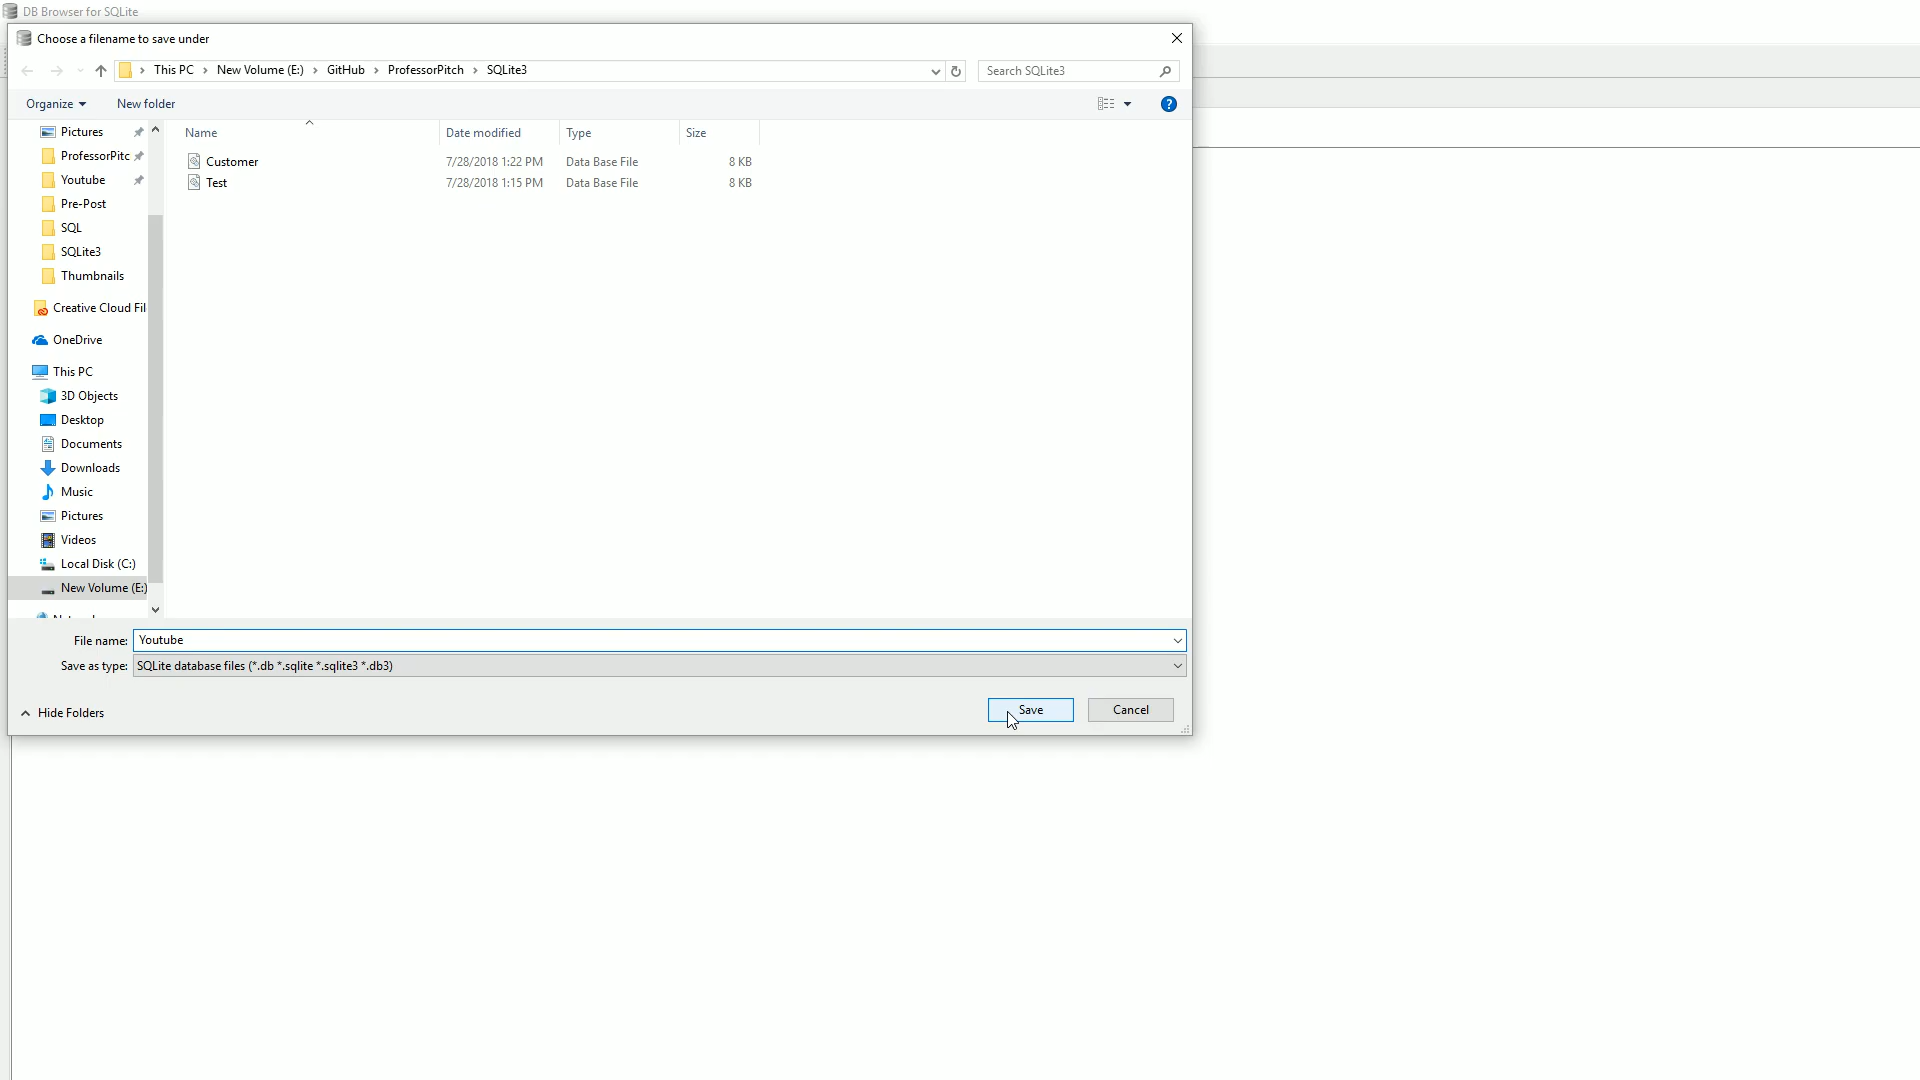 DB Browser for SQLite
Choose a filename to save under
This PC > New Volume (E:) > GitHub > ProfessorPitch > SQLite3
Search SQLite3
Organize
New folder
Name
Date modified
Type
Size
Customer
7/28/2018 1:22 PM
Data Base File
8 KB
Test
7/28/2018 1:15 PM
Data Base File
8 KB
Pictures
ProfessorPitc
Youtube
Pre-Post
SQL
SQLite3
Thumbnails
Creative Cloud Fil
OneDrive
This PC
3D Objects
Desktop
Documents
Downloads
Music
Pictures
Videos
Local Disk (C:)
New Volume (E:)
File name: Youtube
Save as type: SQLite database files (*.db *.sqlite *.sqlite3 *.db3)
Hide Folders
Save
Cancel